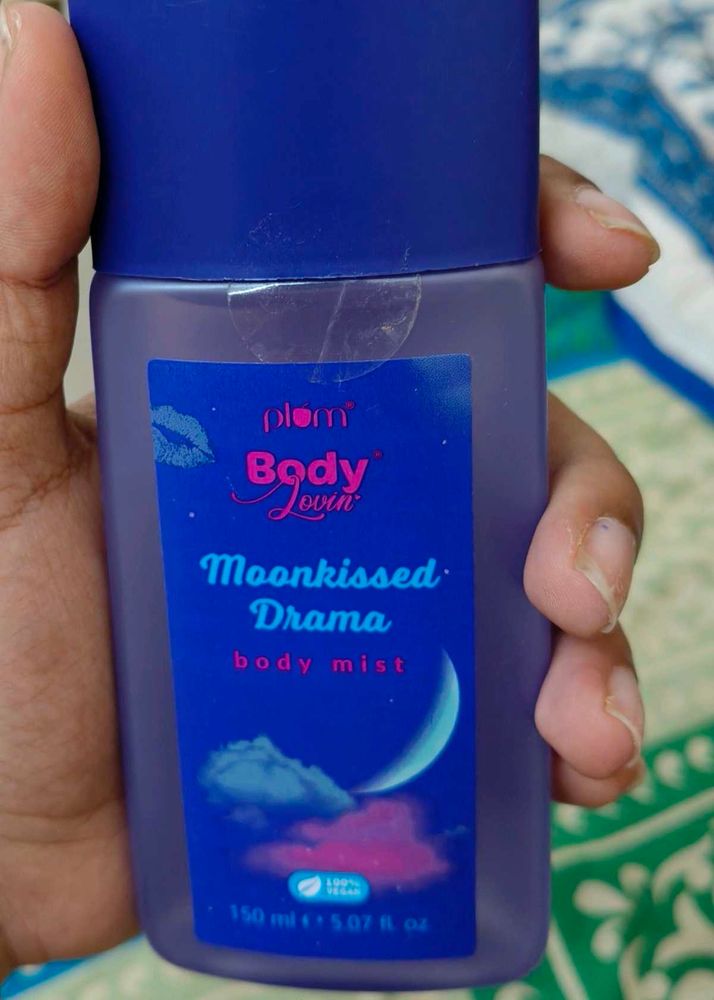 plum®
Body®
Lovin'
Moonkissed
Drama
body mist
100%
VEGAN
150 ml e • 5.07 fl. oz